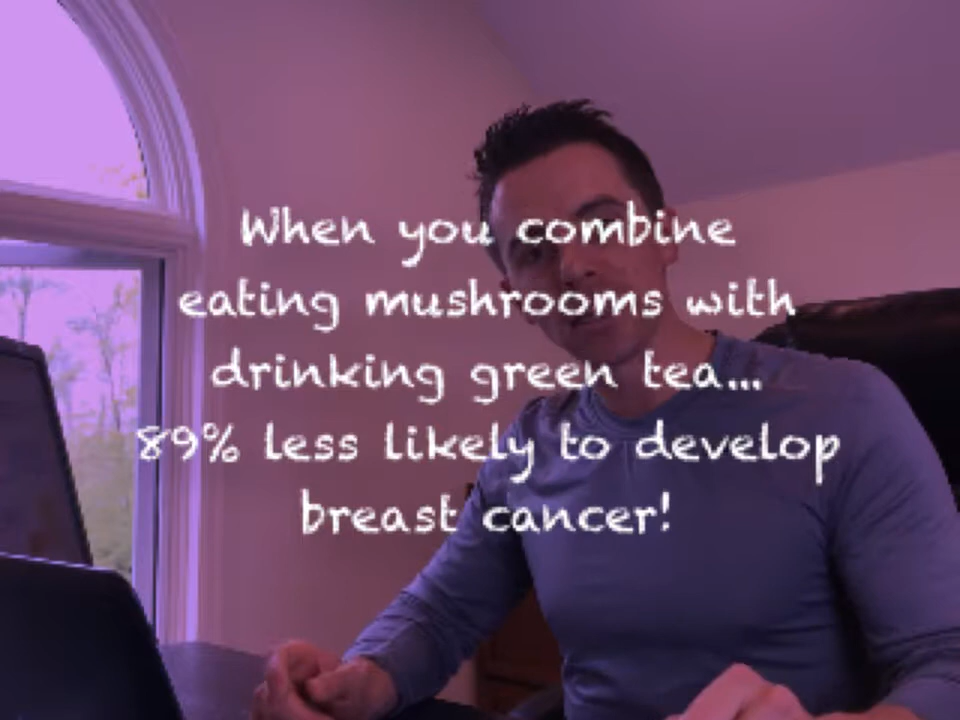 When you combine
eating mushrooms with
drinking green tea...
89% less likely to develop
breast cancer!